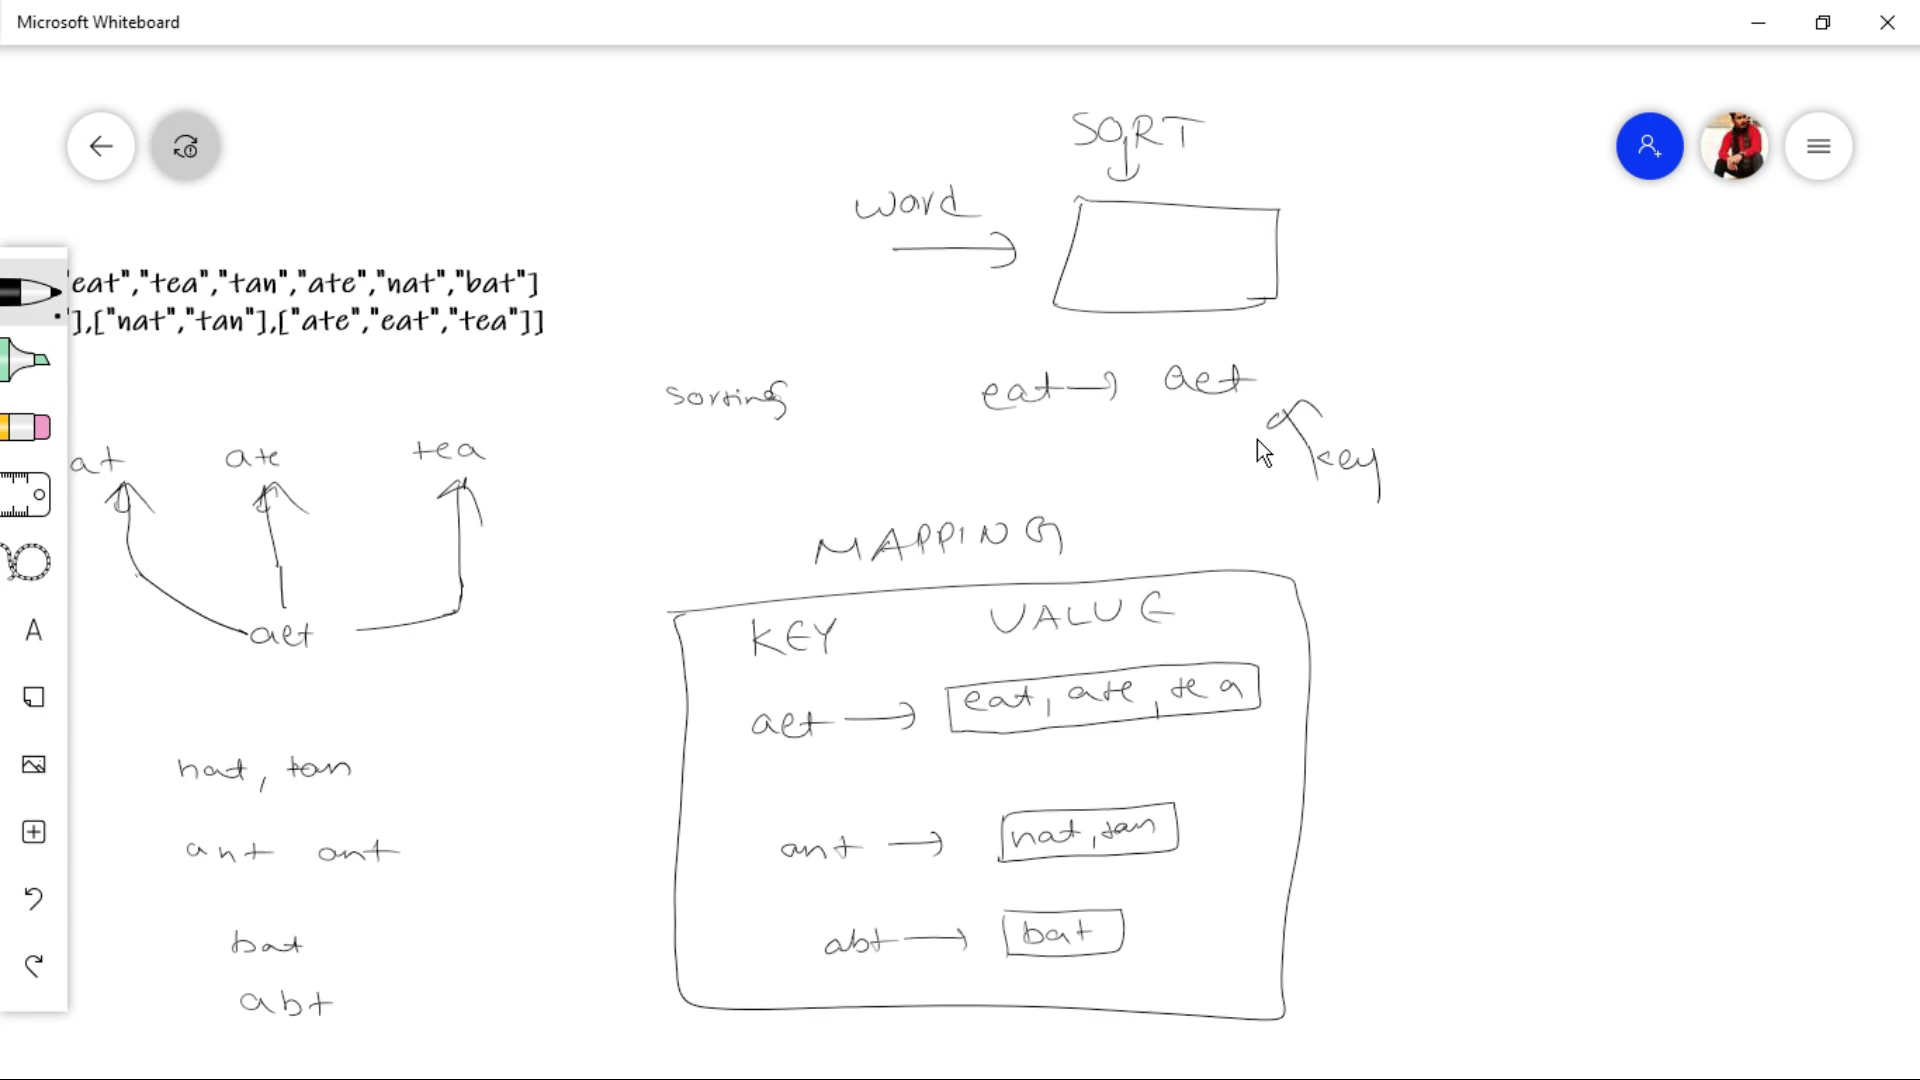 Microsoft Whiteboard
SORT
word
eat","tea","tan","ate","nat","bat"]
"],["nat","tan"],["ate","eat","tea"]]
sorting
eat → aet
key
at ate tea
MAPPING
KEY VALUE
aet
aet → eat, ate, tea
nat, tan
ant → nat, tan
ant ant
bat
abt → bat
abt
A